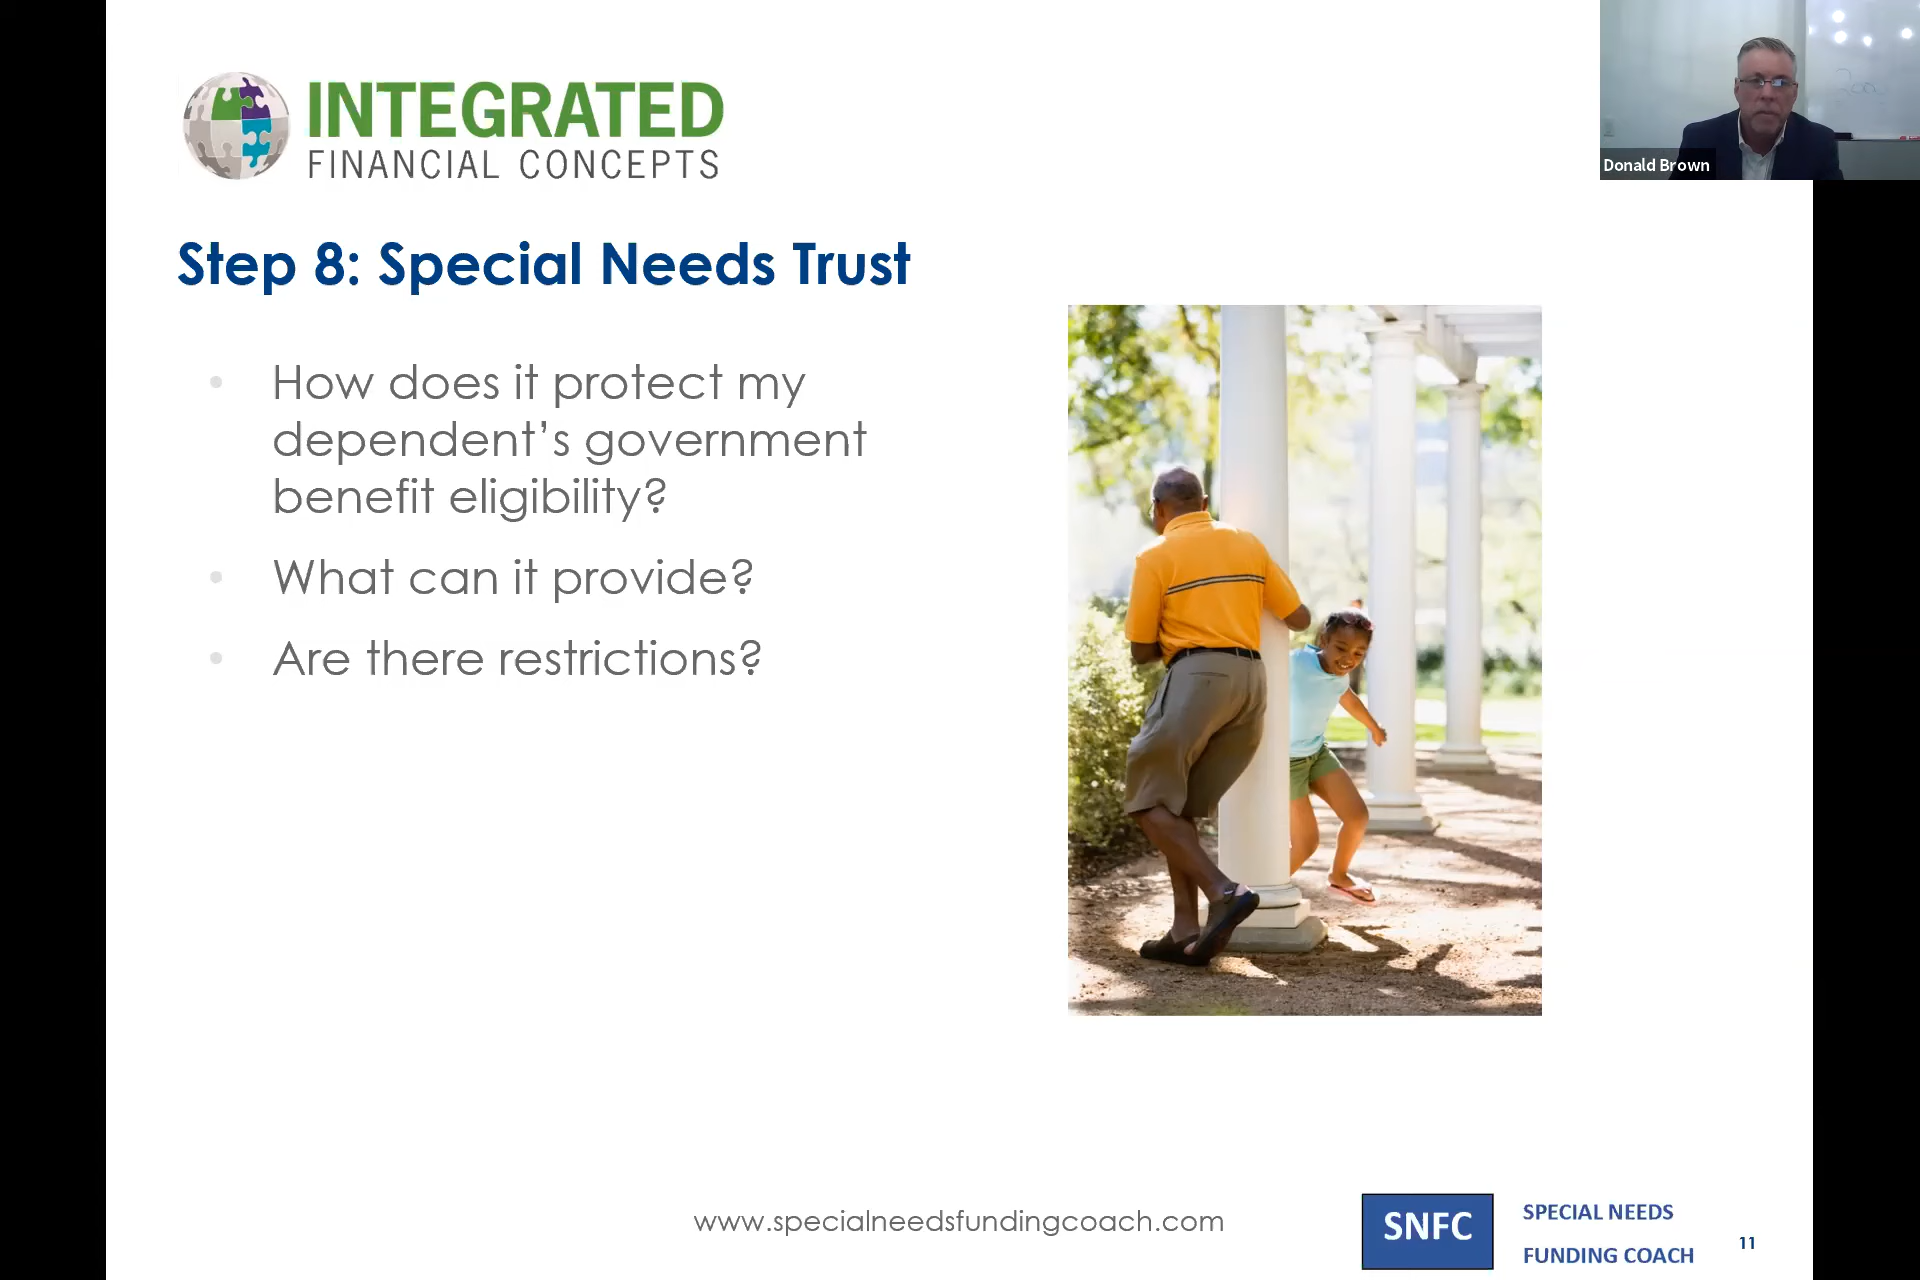 INTEGRATED
FINANCIAL CONCEPTS
Donald Brown
Step 8: Special Needs Trust
• How does it protect my
dependent’s government
benefit eligibility?
• What can it provide?
• Are there restrictions?
www.specialneedsfundingcoach.com
SNFC
SPECIAL NEEDS
FUNDING COACH
11